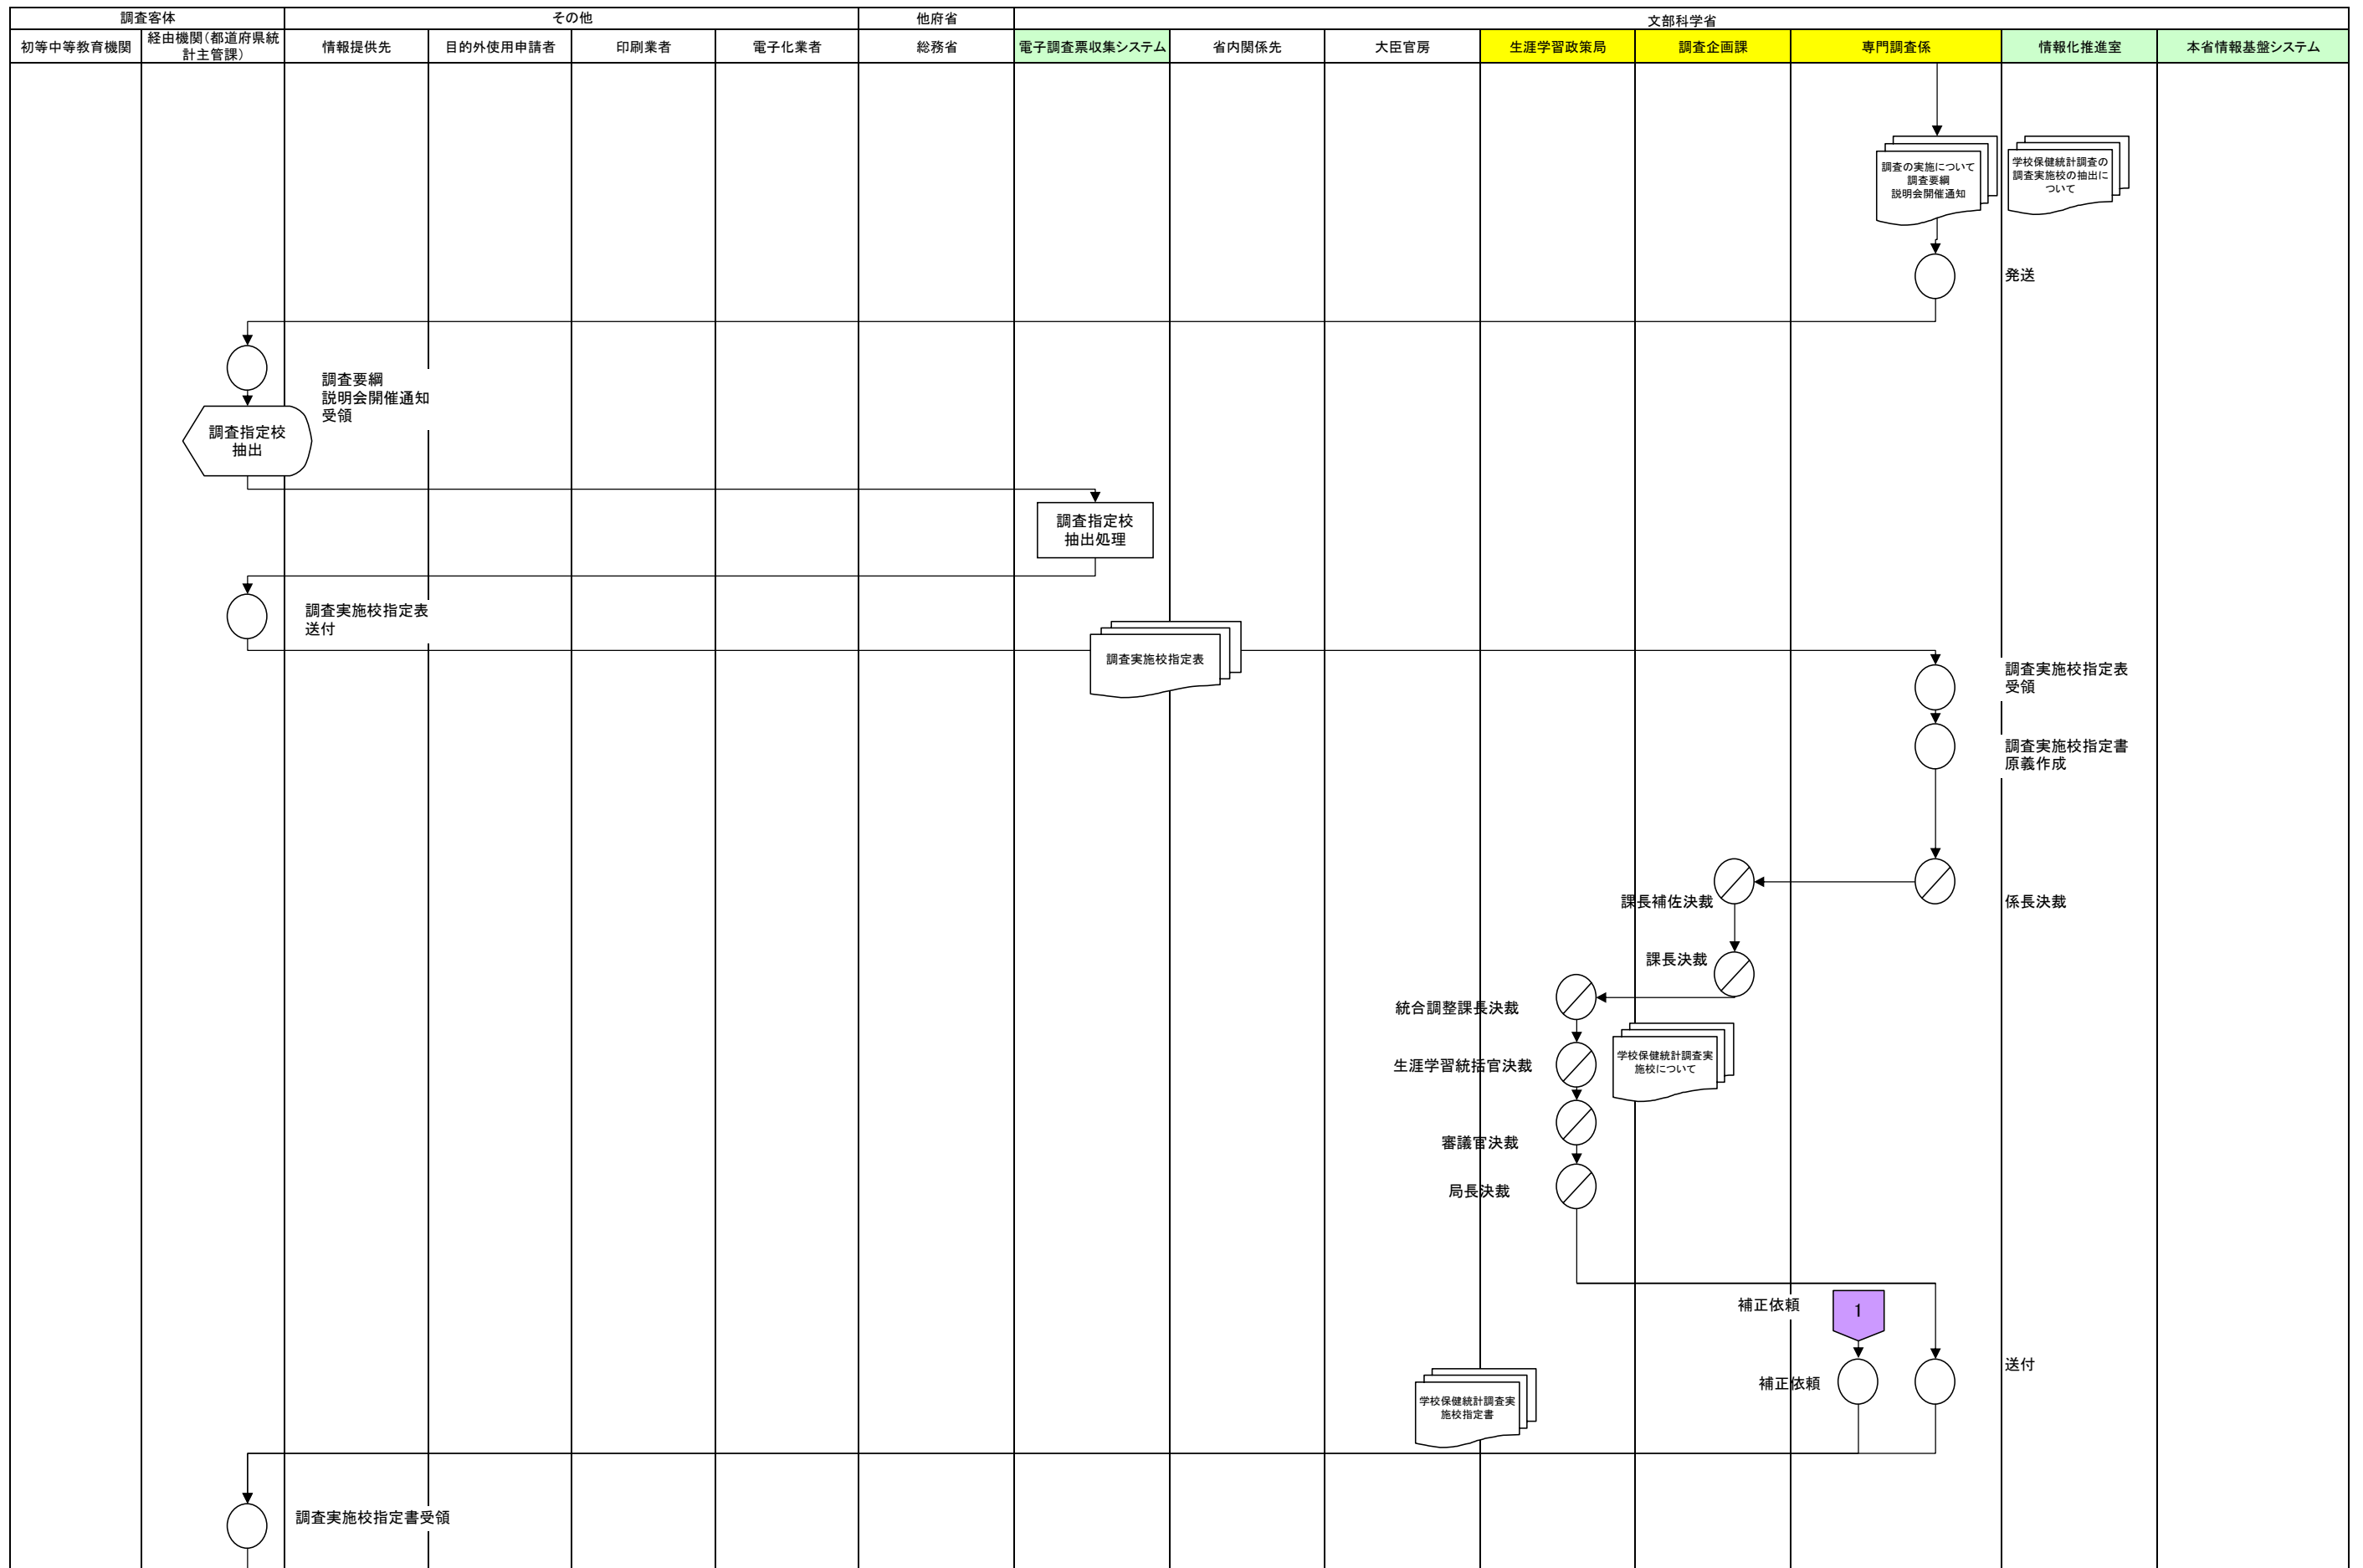 調査客体
その他
他府省
文部科学省
初等中等教育機関
経由機関（都道府県統
計主管課）
情報提供先
目的外使用申請者
印刷業者
電子化業者
総務省
電子調査票収集システム
省内関係先
大臣官房
生涯学習政策局
調査企画課
専門調査係
情報化推進室
本省情報基盤システム
調査の実施について
調査要綱
説明会開催通知
学校保健統計調査の
調査実施校の抽出に
ついて
発送
調査要綱
説明会開催通知
受領
調査指定校
抽出
調査指定校
抽出処理
調査実施校指定表
送付
調査実施校指定表
調査実施校指定表
受領
調査実施校指定書
原義作成
課長補佐決裁
係長決裁
課長決裁
統合調整課長決裁
学校保健統計調査実
施校について
生涯学習統括官決裁
審議官決裁
局長決裁
補正依頼
1
送付
補正依頼
学校保健統計調査実
施校指定書
調査実施校指定書受領